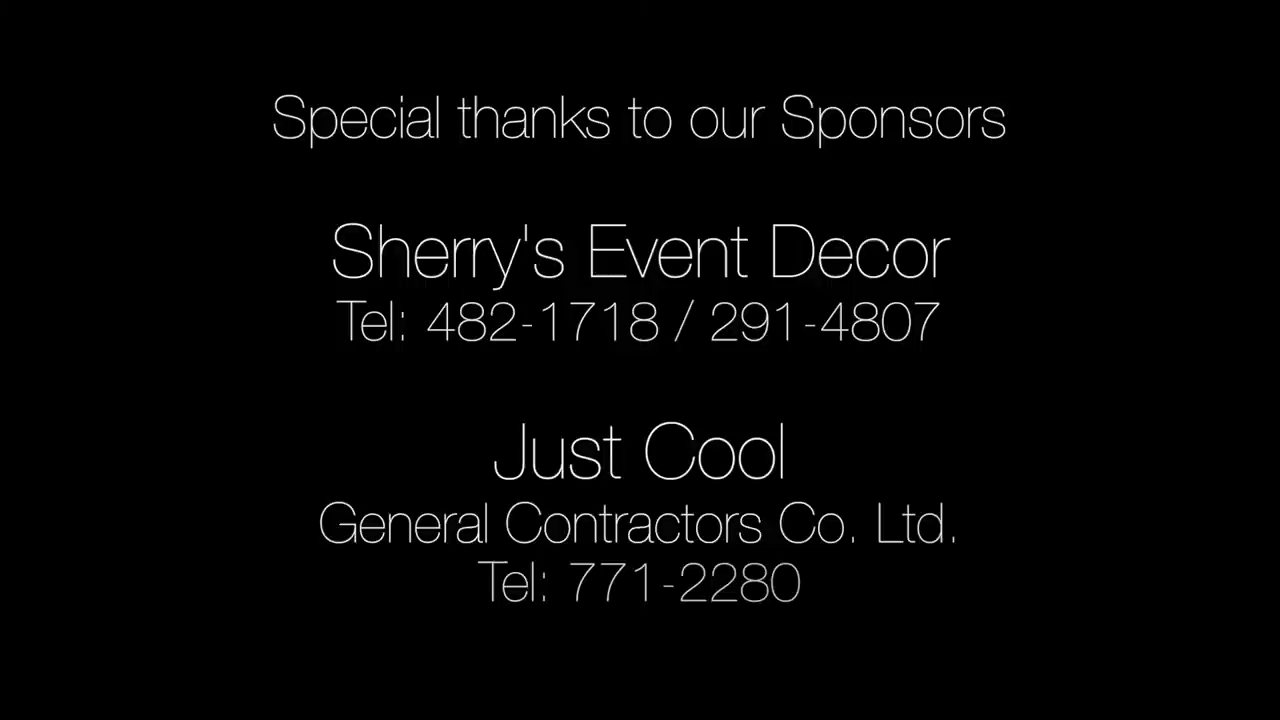 Special thanks to our Sponsors
Sherry's Event Decor
Tel: 482-1718 / 291-4807
Just Cool
General Contractors Co. Ltd.
Tel: 771-2280